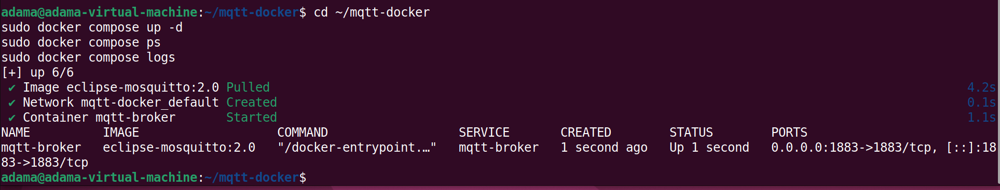 adama@adama-virtual-machine:~/mqtt-docker$ cd ~/mqtt-docker
sudo docker compose up -d
sudo docker compose ps
sudo docker compose logs
[+] up 6/6
 ✔ Image eclipse-mosquitto:2.0 Pulled 4.2s
 ✔ Network mqtt-docker_default Created 0.1s
 ✔ Container mqtt-broker       Started 1.1s
NAME          IMAGE                   COMMAND                  SERVICE       CREATED        STATUS        PORTS
mqtt-broker   eclipse-mosquitto:2.0   "/docker-entrypoint.…"   mqtt-broker   1 second ago   Up 1 second   0.0.0.0:1883->1883/tcp, [::]:18
83->1883/tcp
adama@adama-virtual-machine:~/mqtt-docker$